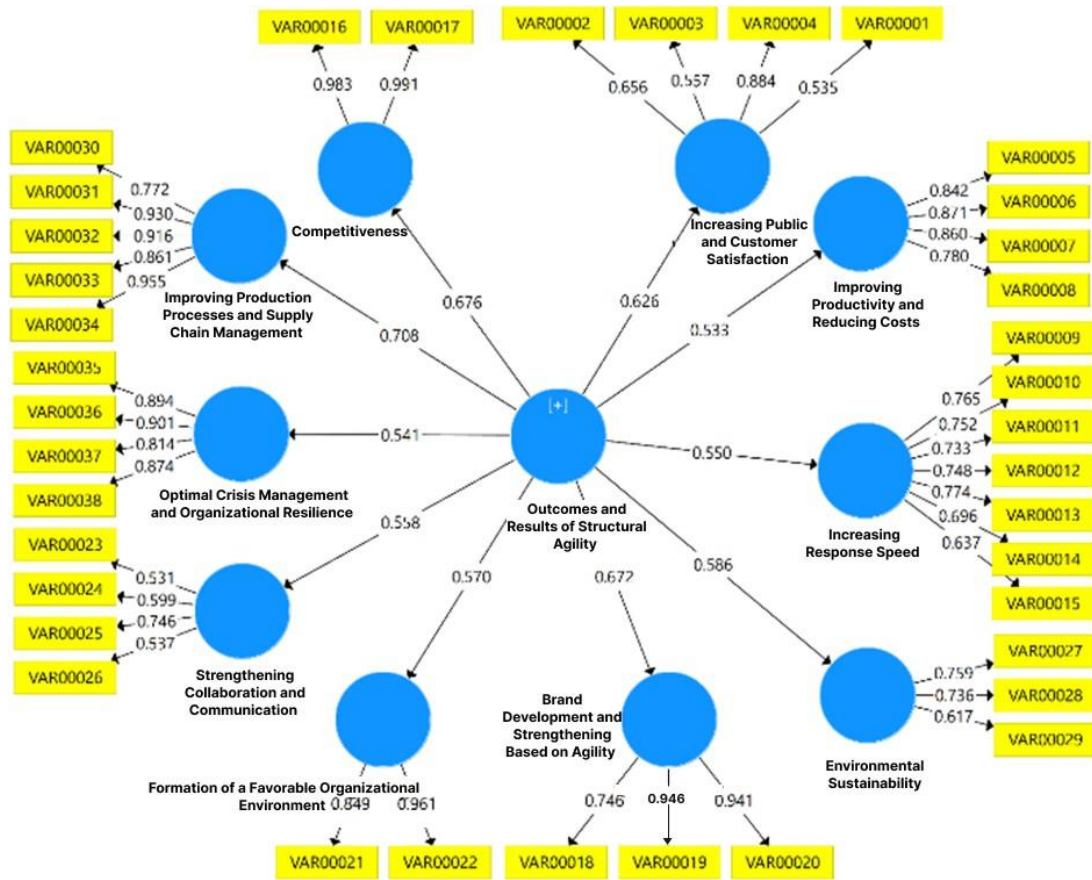 VAR00016
VAR00017
0.983
0.991
Competitiveness
VAR00002
VAR00003
VAR00004
VAR00001
0.656
0.557
0.884
0.535
Increasing Public
and Customer
Satisfaction
VAR00030
VAR00031
VAR00032
VAR00033
VAR00034
0.772
0.930
0.916
0.861
0.955
Improving Production
Processes and Supply
Chain Management
VAR00005
VAR00006
VAR00007
VAR00008
0.842
0.871
0.860
0.780
Improving
Productivity and
Reducing Costs
0.676
0.626
0.708
0.533
VAR00035
VAR00036
VAR00037
VAR00038
0.894
0.901
0.814
0.874
Optimal Crisis Management
and Organizational Resilience
0.541
[+]
Outcomes and
Results of Structural
Agility
0.550
VAR00009
VAR00010
VAR00011
VAR00012
VAR00013
VAR00014
VAR00015
0.765
0.752
0.733
0.748
0.774
0.696
0.637
Increasing
Response Speed
0.558
0.570
0.672
0.586
VAR00023
VAR00024
VAR00025
VAR00026
0.531
0.599
0.746
0.537
Strengthening
Collaboration and
Communication
Formation of a Favorable Organizational
Environment
0.849
0.961
VAR00021
VAR00022
Brand
Development and
Strengthening
Based on Agility
0.746
0.946
0.941
VAR00018
VAR00019
VAR00020
VAR00027
VAR00028
VAR00029
0.759
0.736
0.617
Environmental
Sustainability